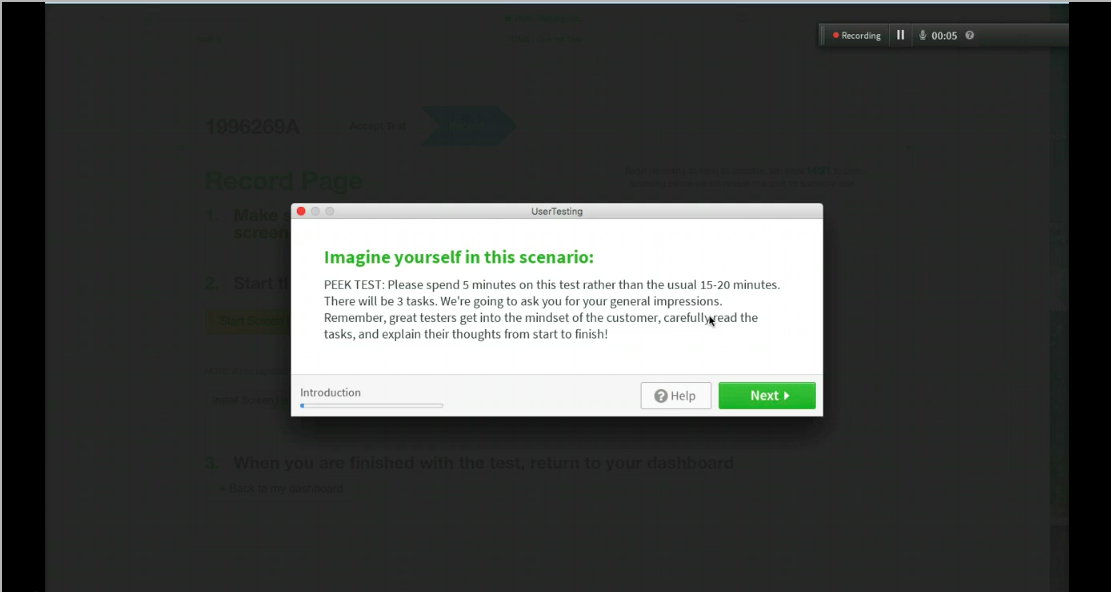 Recording 00:05
1996269A Accept Test
Record Page
1. Make s
screen
2. Start th
Start Screen
UserTesting
Imagine yourself in this scenario:
PEEK TEST: Please spend 5 minutes on this test rather than the usual 15-20 minutes.
There will be 3 tasks. We're going to ask you for your general impressions.
Remember, great testers get into the mindset of the customer, carefully read the
tasks, and explain their thoughts from start to finish!
Introduction
Help
Next
3. When you are finished with the test, return to your dashboard
Back to my dashboard